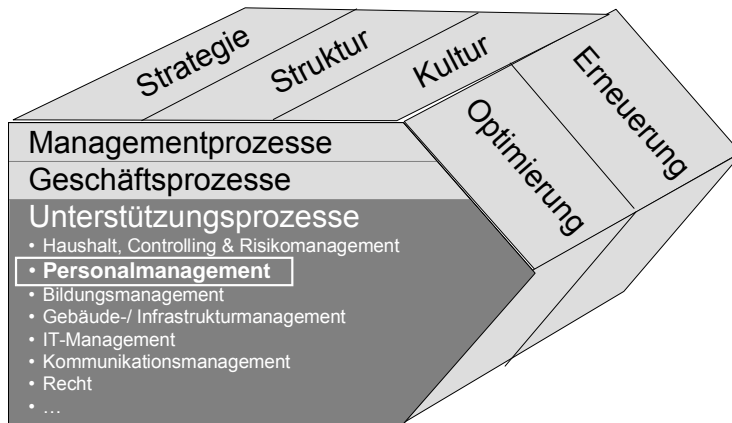 Strategie
Struktur
Kultur
Optimierung
Erneuerung
Managementprozesse
Geschäftsprozesse
Unterstützungsprozesse
• Haushalt, Controlling & Risikomanagement
• Personalmanagement
• Bildungsmanagement
• Gebäude-/ Infrastrukturmanagement
• IT-Management
• Kommunikationsmanagement
• Recht
• ...